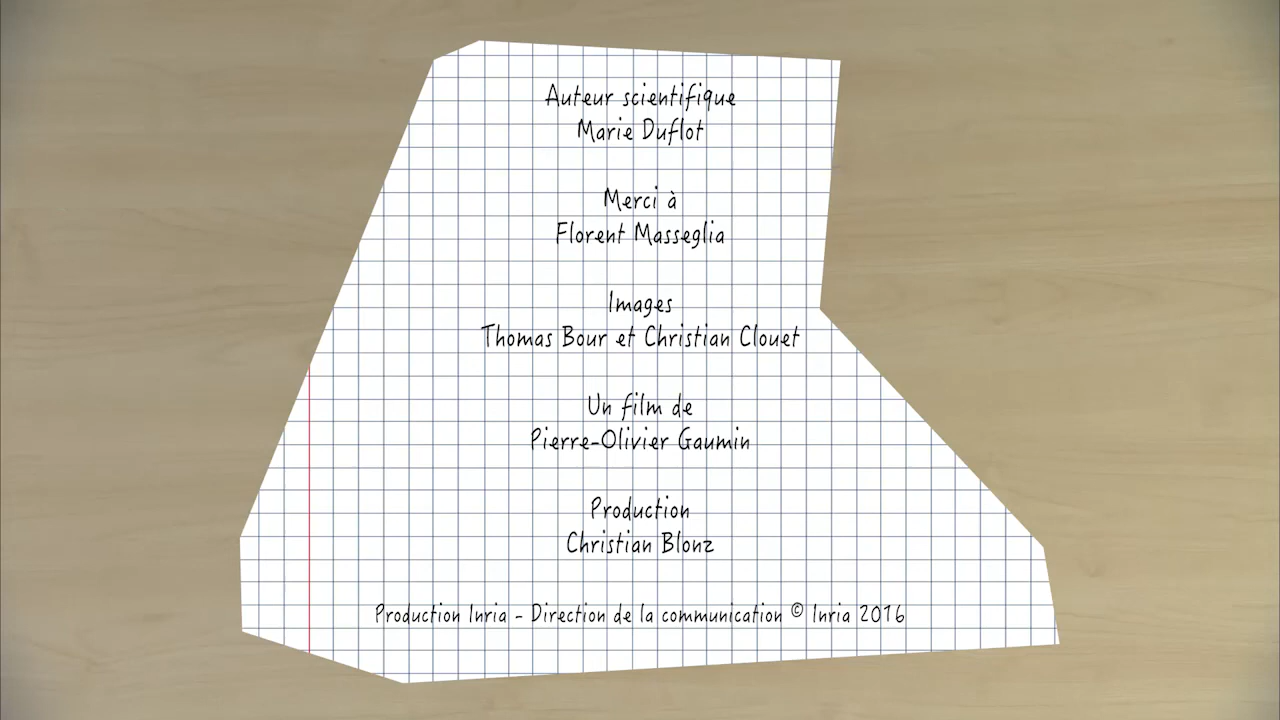 Auteur scientifique
Marie Duflot
Merci à
Florent Masseglia
Images
Thomas Bour et Christian Clouet
Un film de
Pierre-Olivier Gaumin
Production
Christian Blonz
Production Inria - Direction de la communication © Inria 2016